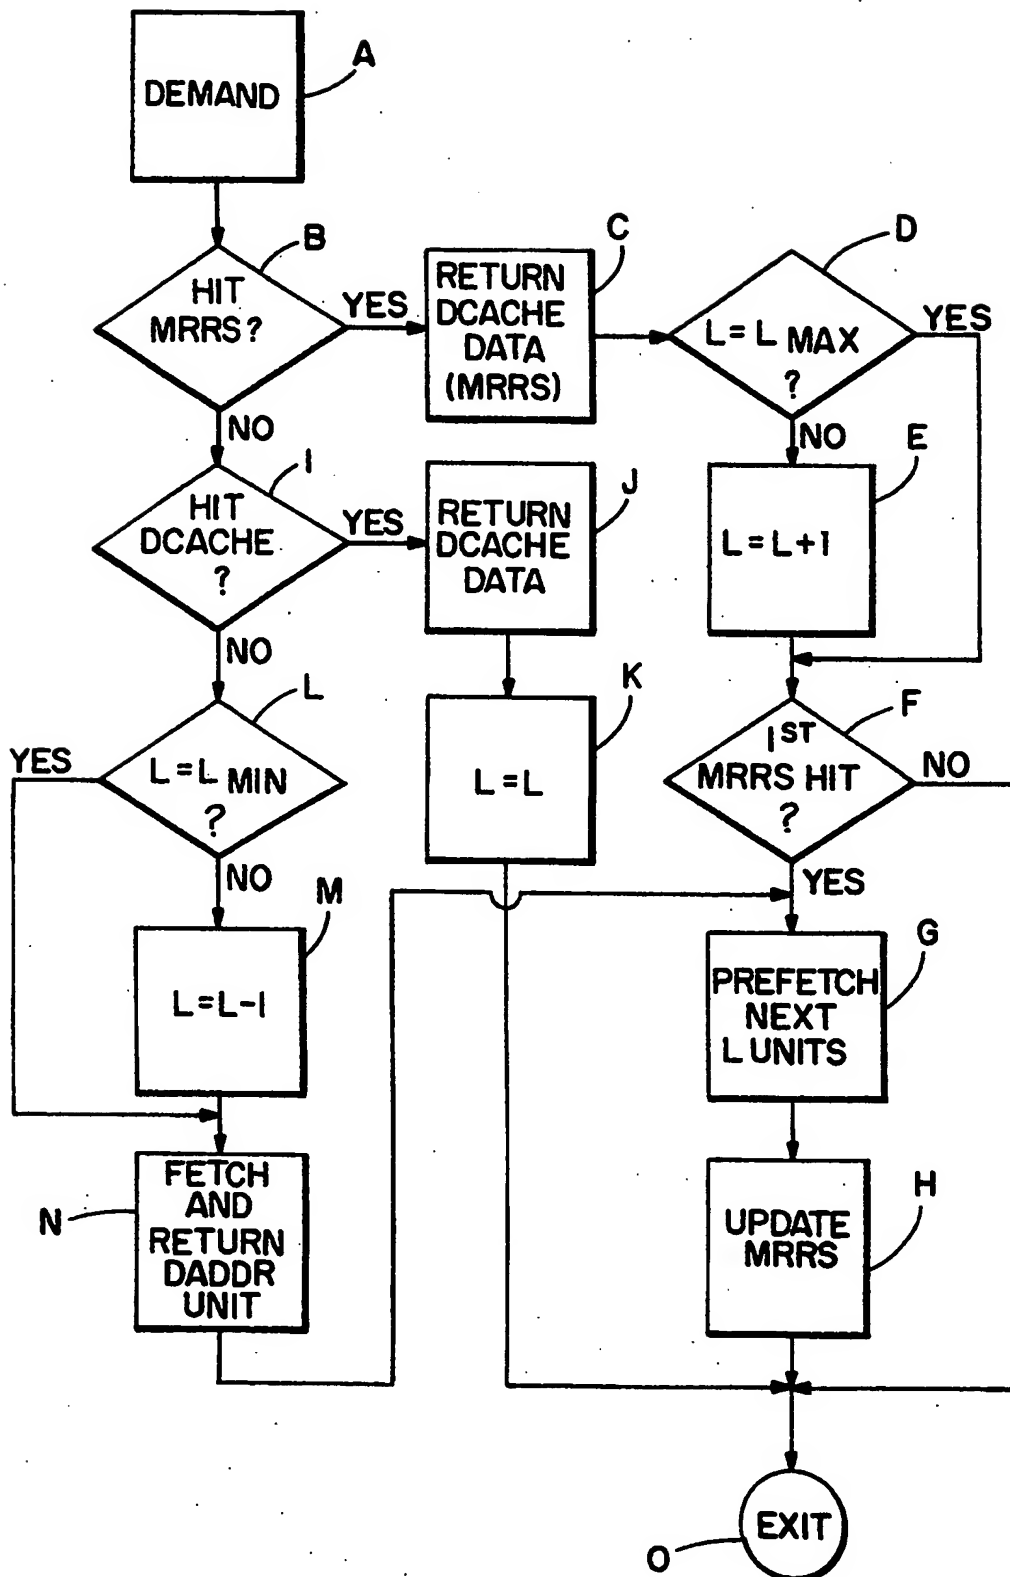 A
DEMAND
B
HIT
MRRS?
YES
NO
C
RETURN
DCACHE
DATA
(MRRS)
D
L=L MAX
?
YES
NO
E
L=L+1
I
HIT
DCACHE
?
YES
NO
J
RETURN
DCACHE
DATA
K
L=L
L
L=L MIN
?
YES
NO
F
1ST
MRRS HIT
?
NO
YES
M
L=L-1
G
PREFETCH
NEXT
L UNITS
N
FETCH
AND
RETURN
DADDR
UNIT
H
UPDATE
MRRS
EXIT
O